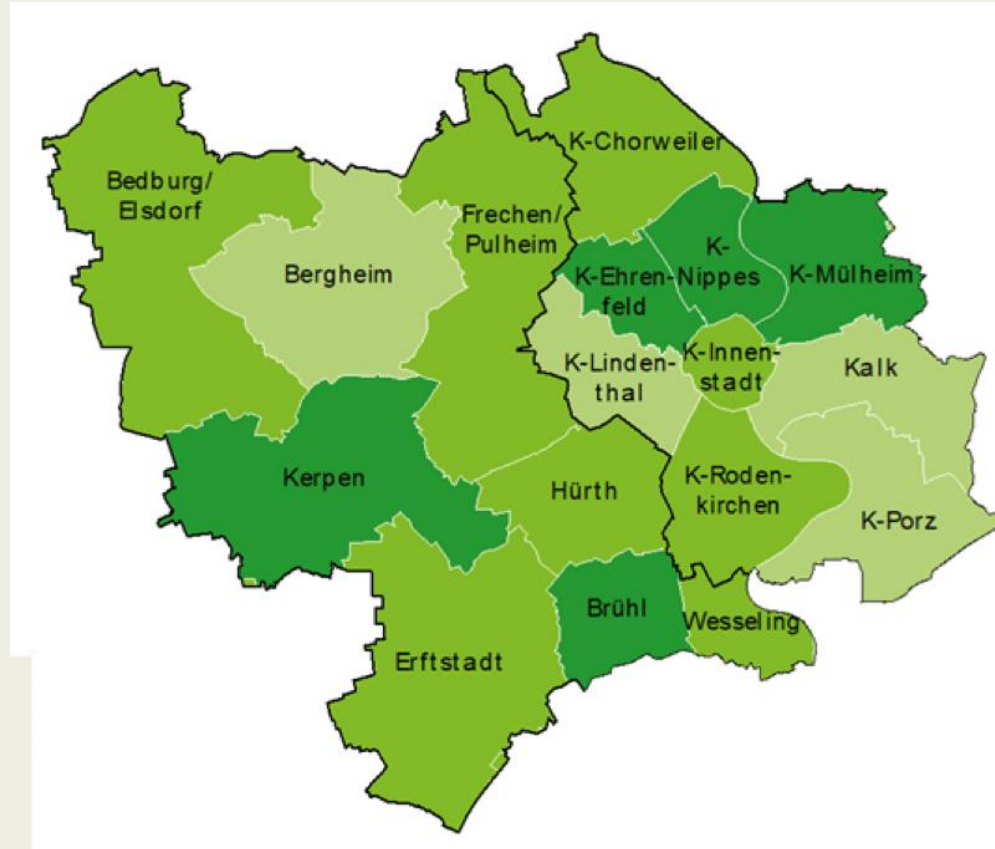 K-Chorweiler
Bedburg/
Elsdorf
Frechen/
Pulheim
Bergheim
K-Ehren-
feld
K-
Nippes
K-Mülheim
K-Linden-
thal
K-Innen-
stadt
Kalk
Kerpen
Hürth
K-Roden-
kirchen
K-Porz
Brühl
Wesseling
Erftstadt